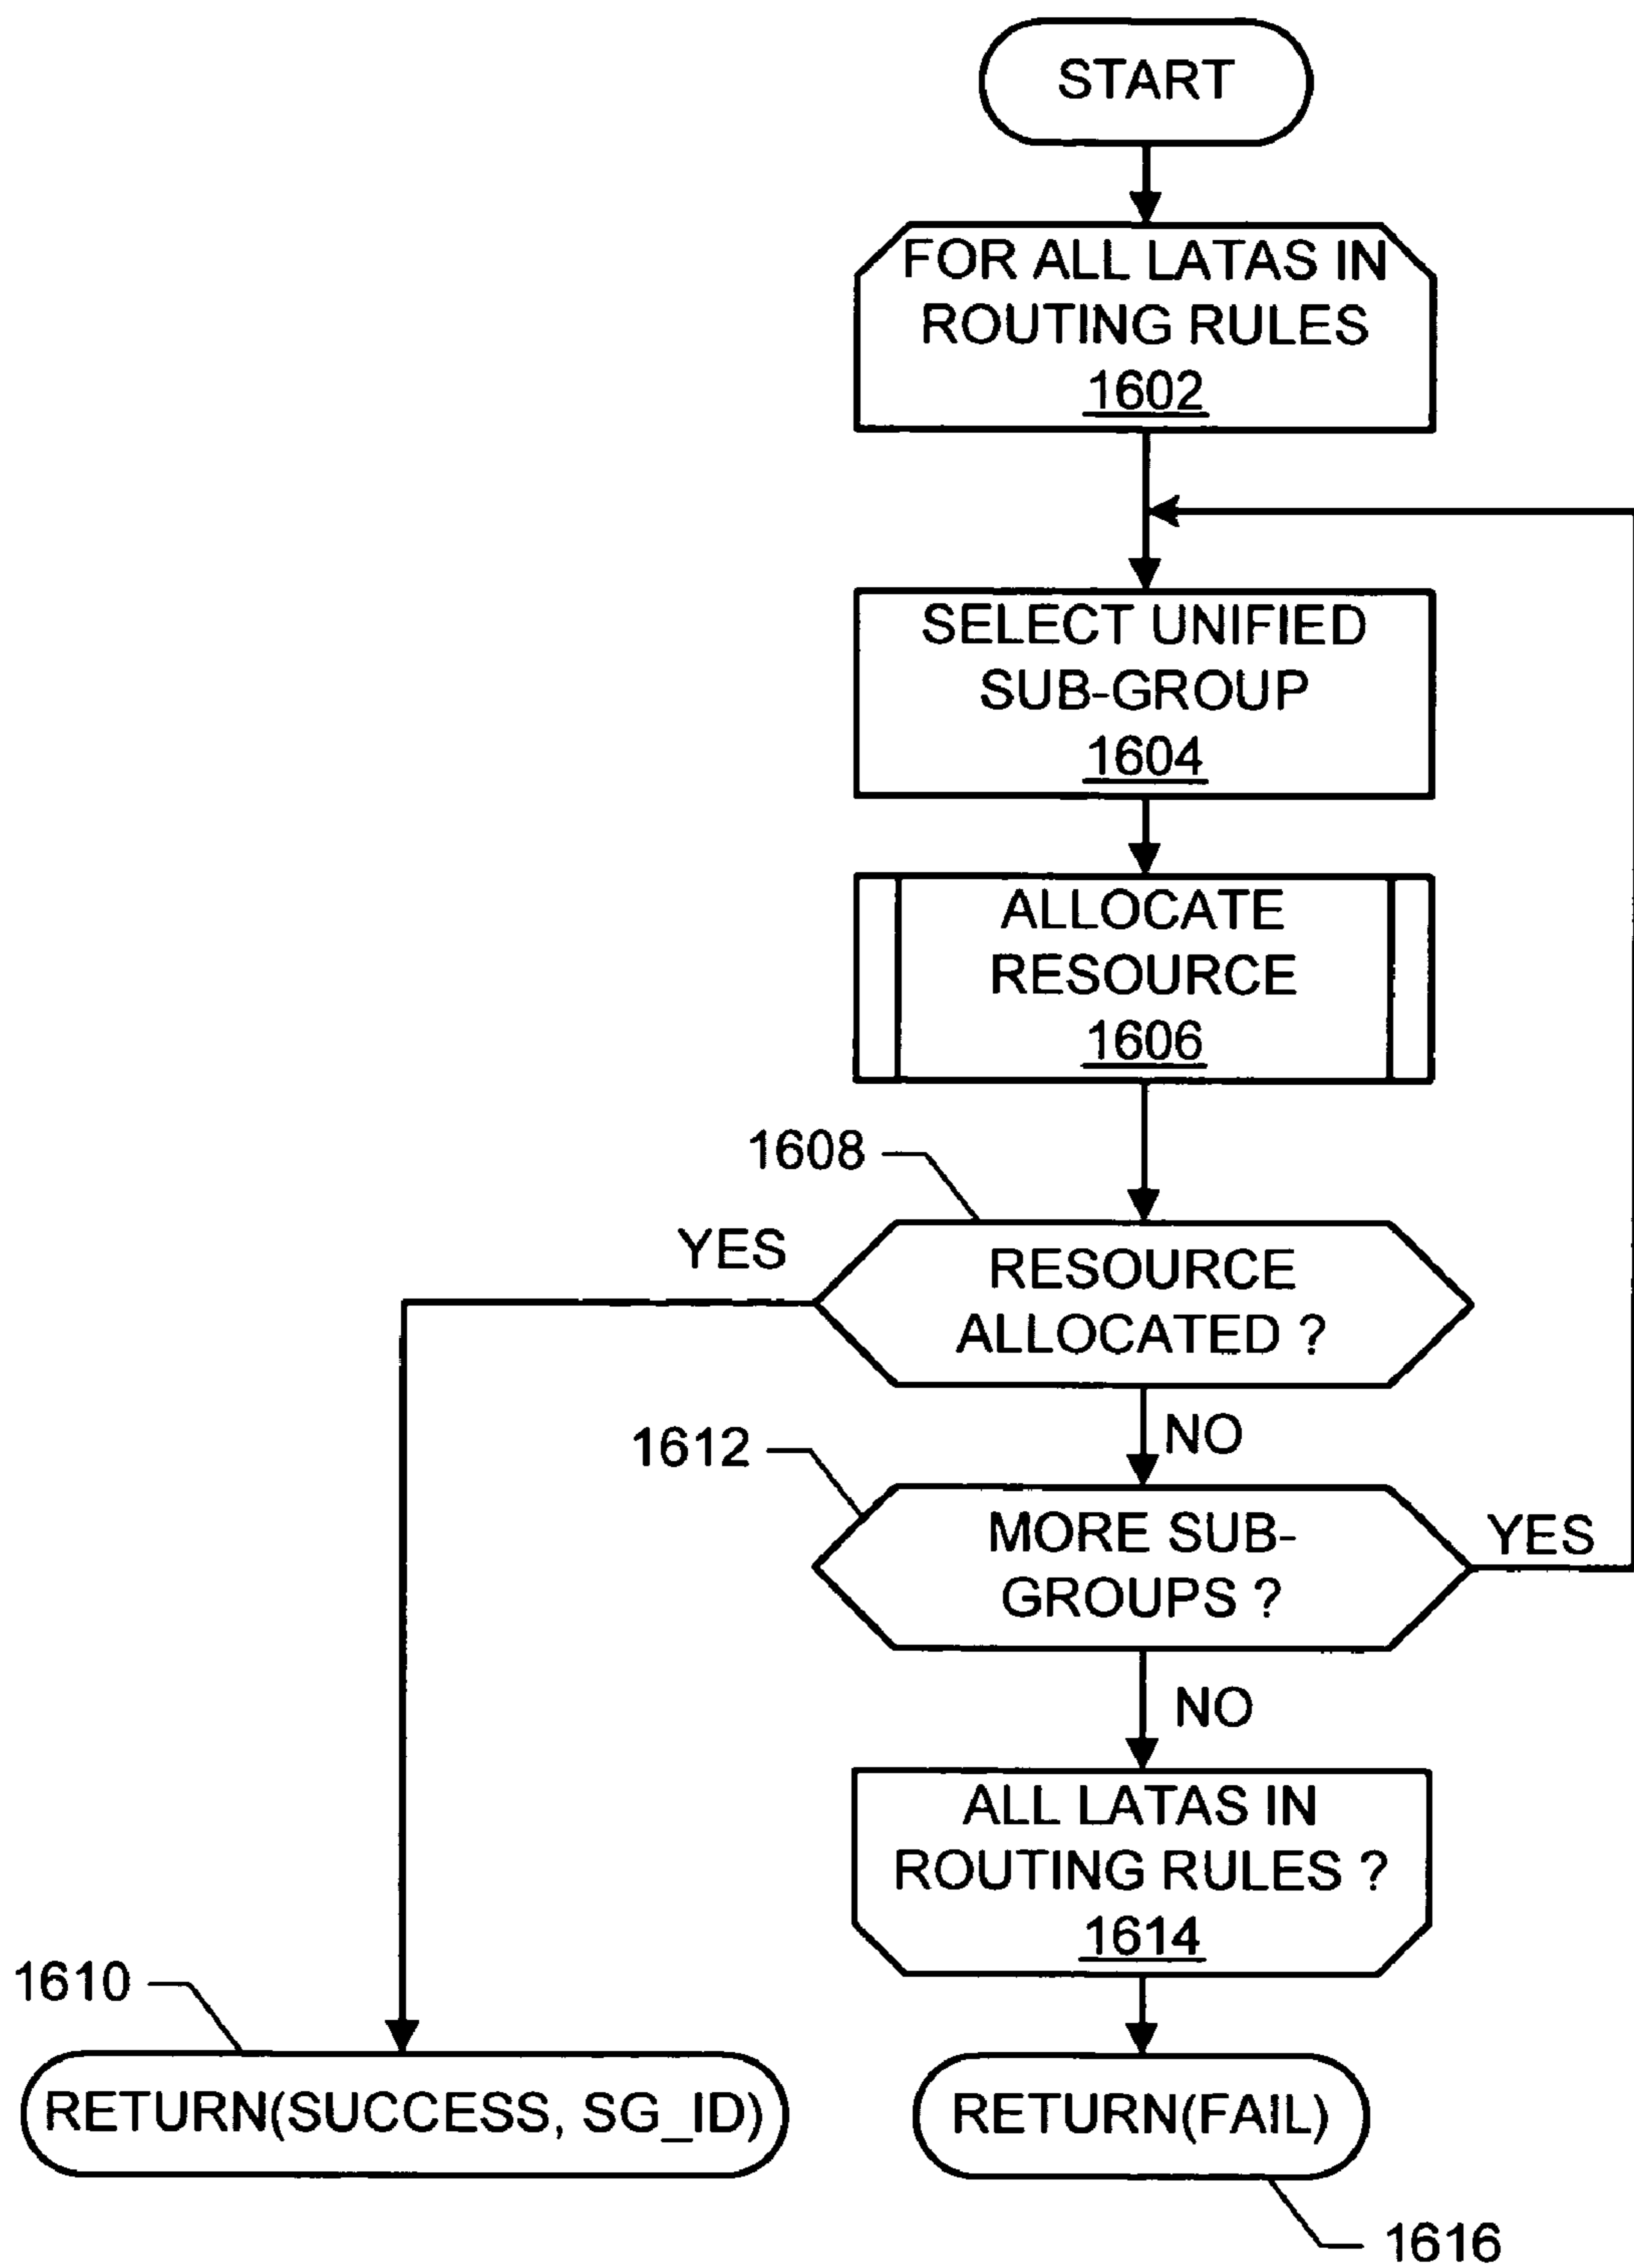 START
FOR ALL LATAS IN
ROUTING RULES
1602
SELECT UNIFIED
SUB-GROUP
1604
ALLOCATE
RESOURCE
1606
1608
YES
RESOURCE
ALLOCATED ?
NO
1612
MORE SUB-
GROUPS ?
YES
NO
ALL LATAS IN
ROUTING RULES ?
1614
1610
RETURN(SUCCESS, SG_ID)
RETURN(FAIL)
1616